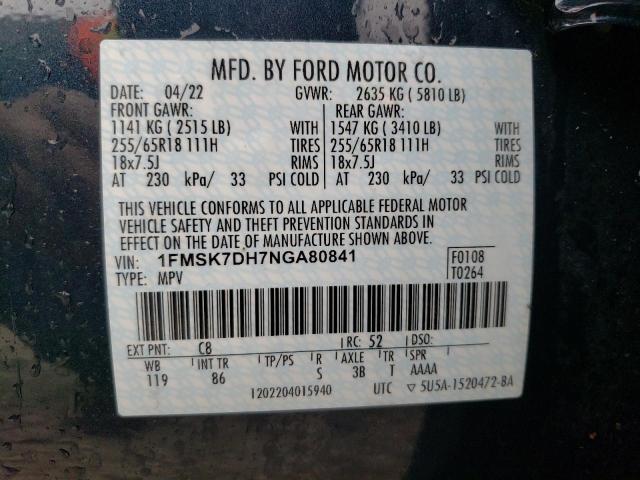 MFD. BY FORD MOTOR CO.
DATE: 04/22 GVWR: 2635 KG ( 5810 LB)
FRONT GAWR: REAR GAWR:
1141 KG ( 2515 LB) WITH 1547 KG ( 3410 LB) WITH
255/65R18 111H TIRES 255/65R18 111H TIRES
18x7.5J RIMS 18x7.5J RIMS
AT 230 kPa/ 33 PSI COLD AT 230 kPa/ 33 PSI COLD
THIS VEHICLE CONFORMS TO ALL APPLICABLE FEDERAL MOTOR
VEHICLE SAFETY AND THEFT PREVENTION STANDARDS IN
EFFECT ON THE DATE OF MANUFACTURE SHOWN ABOVE.
VIN: 1FMSK7DH7NGA80841 F0108
TYPE: MPV T0264
EXT PNT: C8 RC: 52 DSO:
WB INT TR TP/PS R AXLE TR SPR
119 86 S 3B T AAAA
1202204015940 UTC ▽ 5U5A-1520472-BA